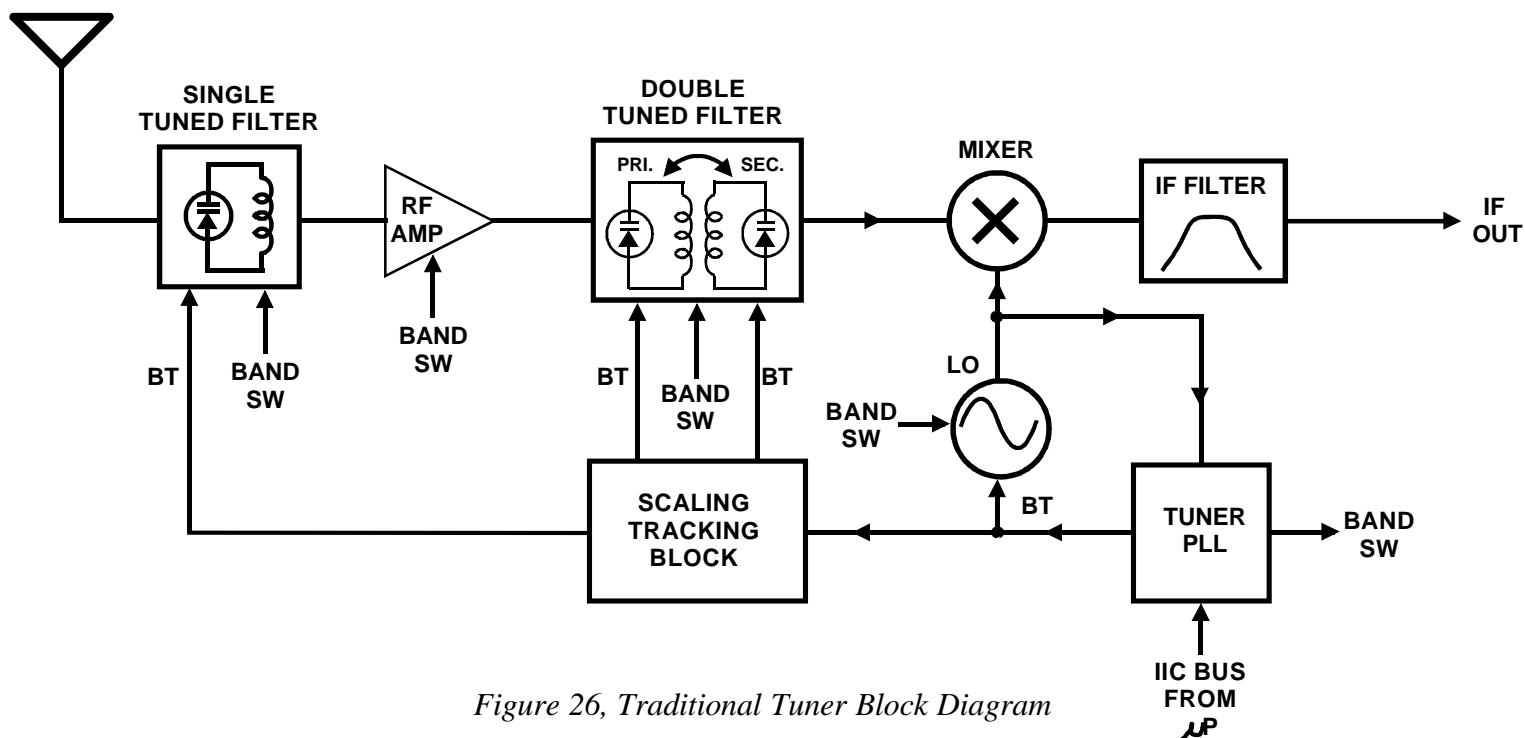 SINGLE
TUNED FILTER
DOUBLE
TUNED FILTER
PRI.
SEC.
MIXER
IF FILTER
RF
AMP
IF
OUT
BAND
SW
BT
BAND
SW
BT
BAND
SW
BT
LO
BAND
SW
SCALING
TRACKING
BLOCK
BT
TUNER
PLL
BAND
SW
IIC BUS
FROM
μP
Figure 26, Traditional Tuner Block Diagram